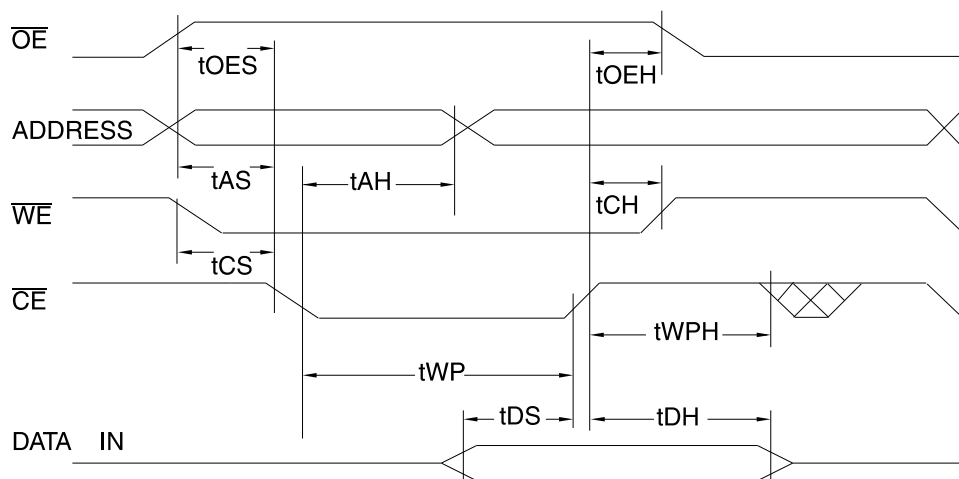 OE
tOES
tOEH
ADDRESS
tAS
tAH
WE
tCH
tCS
CE
tWPH
tWP
tDS
tDH
DATA IN